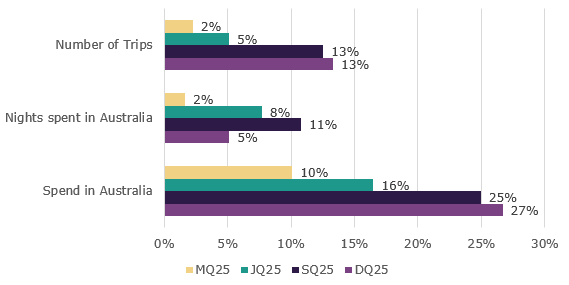 Number of Trips
2%
5%
13%
13%
Nights spent in Australia
2%
8%
11%
5%
Spend in Australia
10%
16%
25%
27%
0% 5% 10% 15% 20% 25% 30%
MQ25 JQ25 SQ25 DQ25